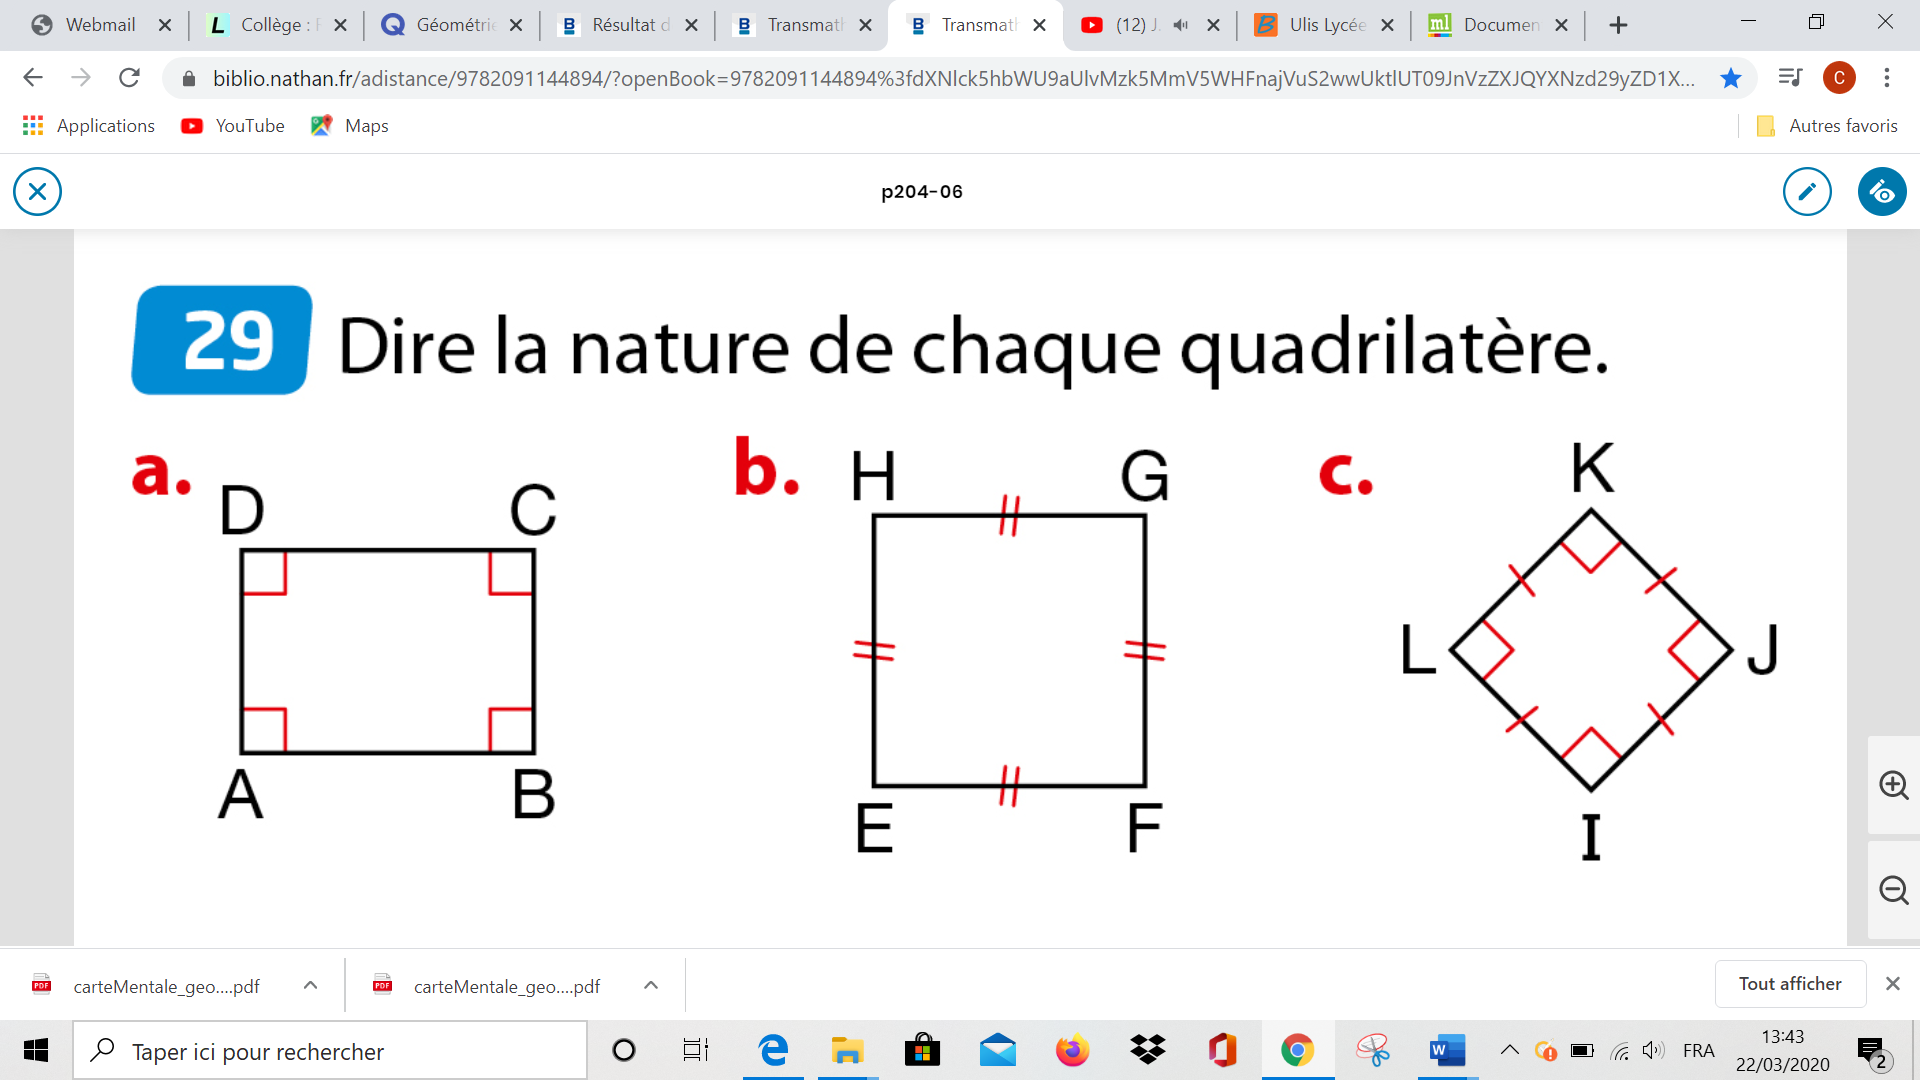 Webmail
Collège : F
Géométrie
Résultat d
Transmath
Transmath
(12) J
Ulis Lycée
Documen
biblio.nathan.fr/adistance/9782091144894/?openBook=9782091144894%3fdXNlck5hbWU9aUlvMzk5MmV5WHFnajVuS2wwUktlUT09JnVzZXJQYXNzd29yZD1X...
C
Applications
YouTube
Maps
Autres favoris
p204-06
29 Dire la nature de chaque quadrilatère.
a.
D C
A B
b.
H G
E F
c.
K
L J
I
carteMentale_geo....pdf
carteMentale_geo....pdf
Tout afficher
Taper ici pour rechercher
FRA
13:43
22/03/2020
2